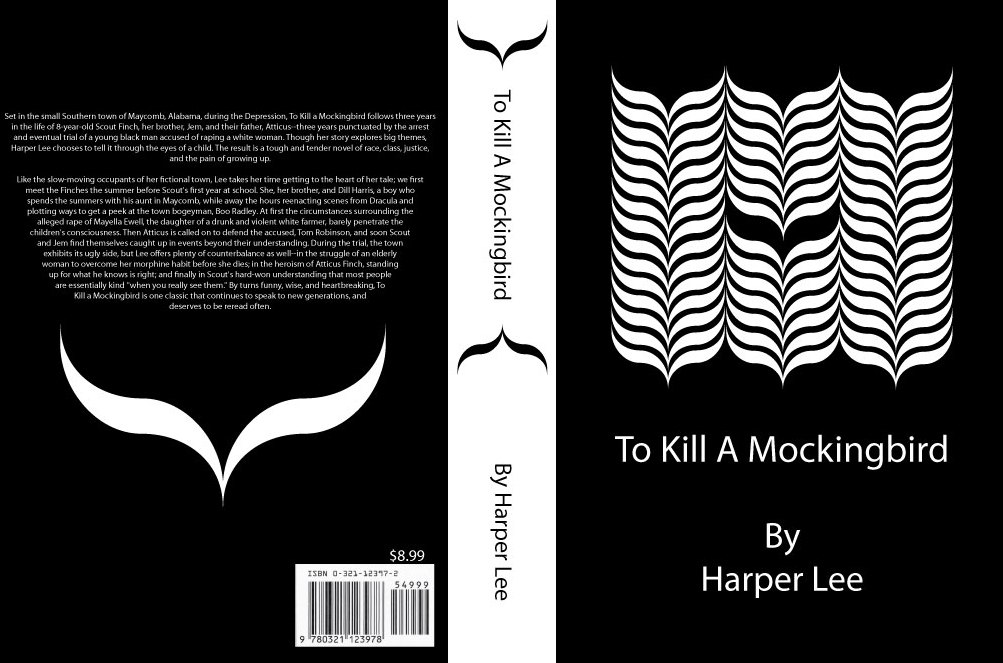 Set in the small Southern town of Maycomb, Alabama, during the Depression, To Kill a Mockingbird follows three years
in the life of 8-year-old Scout Finch, her brother, Jem, and their father, Atticus--three years punctuated by the arrest
and eventual trial of a young black man accused of raping a white woman. Though her story explores big themes,
Harper Lee chooses to tell it through the eyes of a child. The result is a tough and tender novel of race, class, justice,
and the pain of growing up.
Like the slow-moving occupants of her fictional town, Lee takes her time getting to the heart of her tale; we first
meet the Finches the summer before Scout's first year at school. She, her brother, and Dill Harris, a boy who
spends the summers with his aunt in Maycomb, while away the hours reenacting scenes from Dracula and
plotting ways to get a peek at the town bogeyman, Boo Radley. At first the circumstances surrounding the
alleged rape of Mayella Ewell, the daughter of a drunk and violent white farmer, barely penetrate the
children's consciousness. Then Atticus is called on to defend the accused, Tom Robinson, and soon Scout
and Jem find themselves caught up in events beyond their understanding. During the trial, the town
exhibits its ugly side, but Lee offers plenty of counterbalance as well--in the struggle of an elderly
woman to overcome her morphine habit before she dies; in the heroism of Atticus Finch, standing
up for what he knows is right; and finally in Scout's hard-won understanding that most people
are essentially kind "when you really see them." By turns funny, wise, and heartbreaking, To
Kill a Mockingbird is one classic that continues to speak to new generations, and
deserves to be reread often.
$8.99
ISBN 0-321-12397-2
54999
9 780321 123978
To Kill A Mockingbird
By Harper Lee
To Kill A Mockingbird
By
Harper Lee